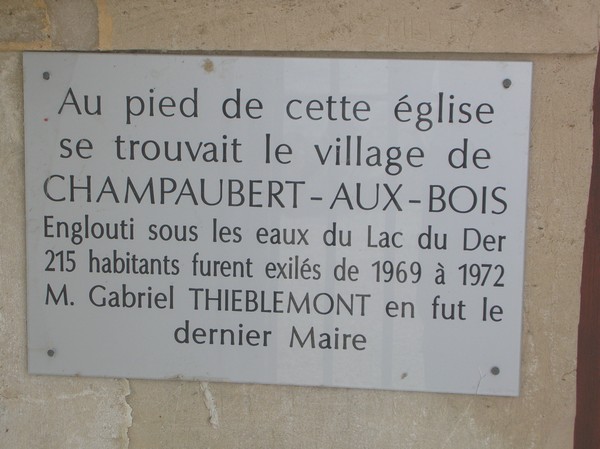 Au pied de cette église
se trouvait le village de
CHAMPAUBERT-AUX-BOIS
Englouti sous les eaux du Lac du Der
215 habitants furent exilés de 1969 à 1972
M. Gabriel THIEBLEMONT en fut le
dernier Maire